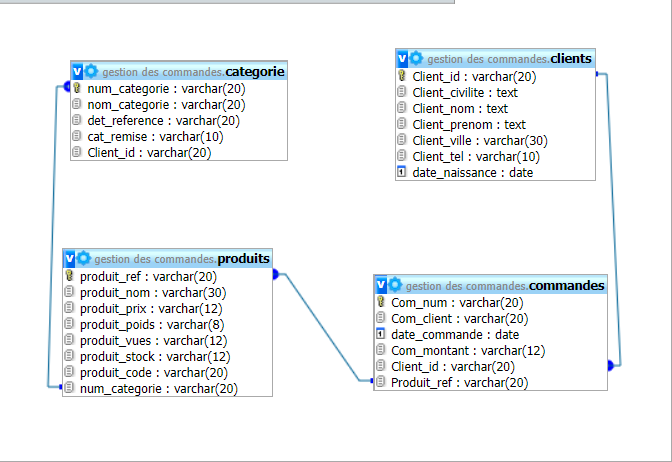 gestion des commandes.categorie
num_categorie : varchar(20)
nom_categorie : varchar(20)
det_reference : varchar(20)
cat_remise : varchar(10)
Client_id : varchar(20)
gestion des commandes.clients
Client_id : varchar(20)
Client_civilite : text
Client_nom : text
Client_prenom : text
Client_ville : varchar(30)
Client_tel : varchar(10)
date_naissance : date
gestion des commandes.produits
produit_ref : varchar(20)
produit_nom : varchar(30)
produit_prix : varchar(12)
produit_poids : varchar(8)
produit_vues : varchar(12)
produit_stock : varchar(12)
produit_code : varchar(20)
num_categorie : varchar(20)
gestion des commandes.commandes
Com_num : varchar(20)
Com_client : varchar(20)
date_commande : date
Com_montant : varchar(12)
Client_id : varchar(20)
Produit_ref : varchar(20)